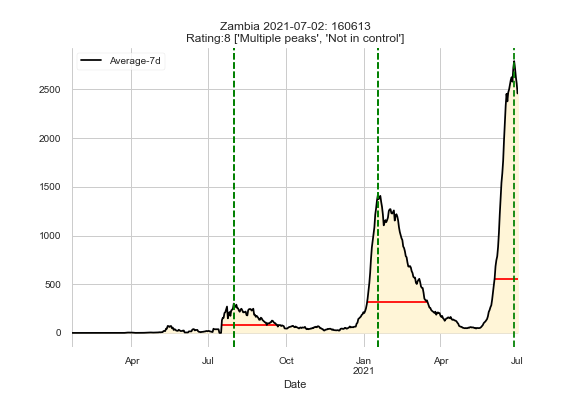 Zambia 2021-07-02: 160613
Rating:8 ['Multiple peaks', 'Not in control']
Average-7d
2500
2000
1500
1000
500
0
Apr
Jul
Oct
Jan
2021
Apr
Jul
Date